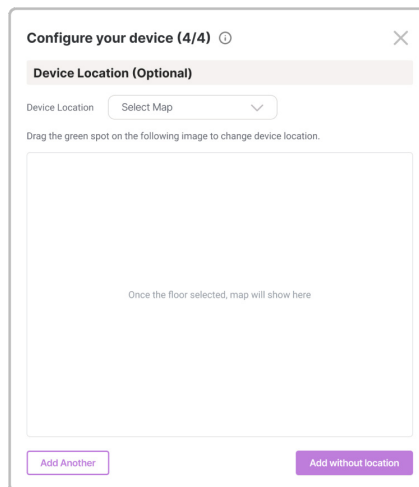 Configure your device (4/4)
Device Location (Optional)
Device Location
Select Map
Drag the green spot on the following image to change device location.
Once the floor selected, map will show here
Add Another
Add without location